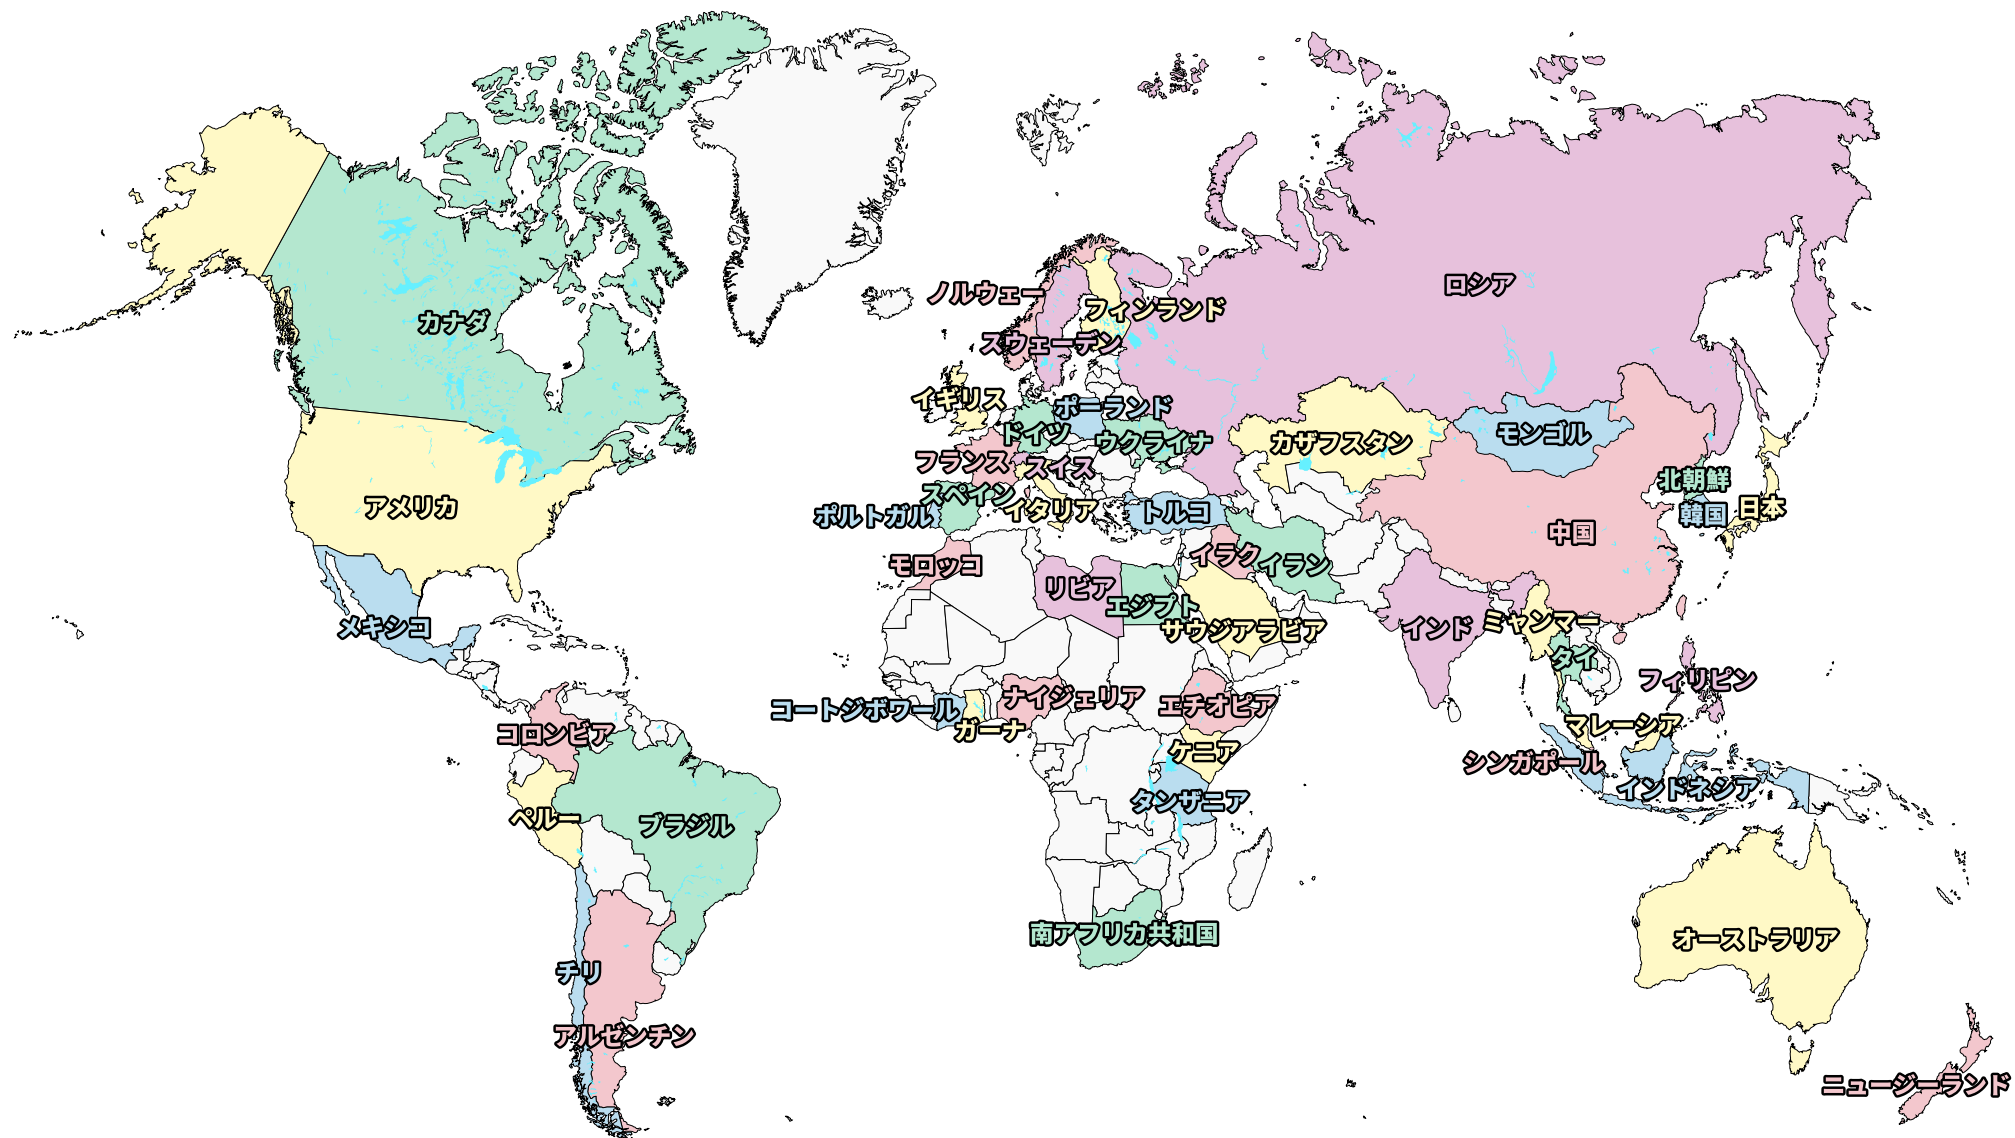 ロシア
ノルウェー
フィンランド
カナダ
スウェーデン
イギリス
ポーランド
ドイツ
ウクライナ
カザフスタン
モンゴル
フランス
スイス
北朝鮮
スペイン
アメリカ
ポルトガル
イタリア
トルコ
韓国
日本
中国
モロッコ
イラク
イラン
リビア
エジプト
メキシコ
サウジアラビア
インド
ミャンマー
タイ
フィリピン
コートジボワール
ナイジェリア
エチオピア
ガーナ
コロンビア
マレーシア
ケニア
シンガポール
インドネシア
タンザニア
ペルー
ブラジル
南アフリカ共和国
オーストラリア
チリ
アルゼンチン
ニュージーランド